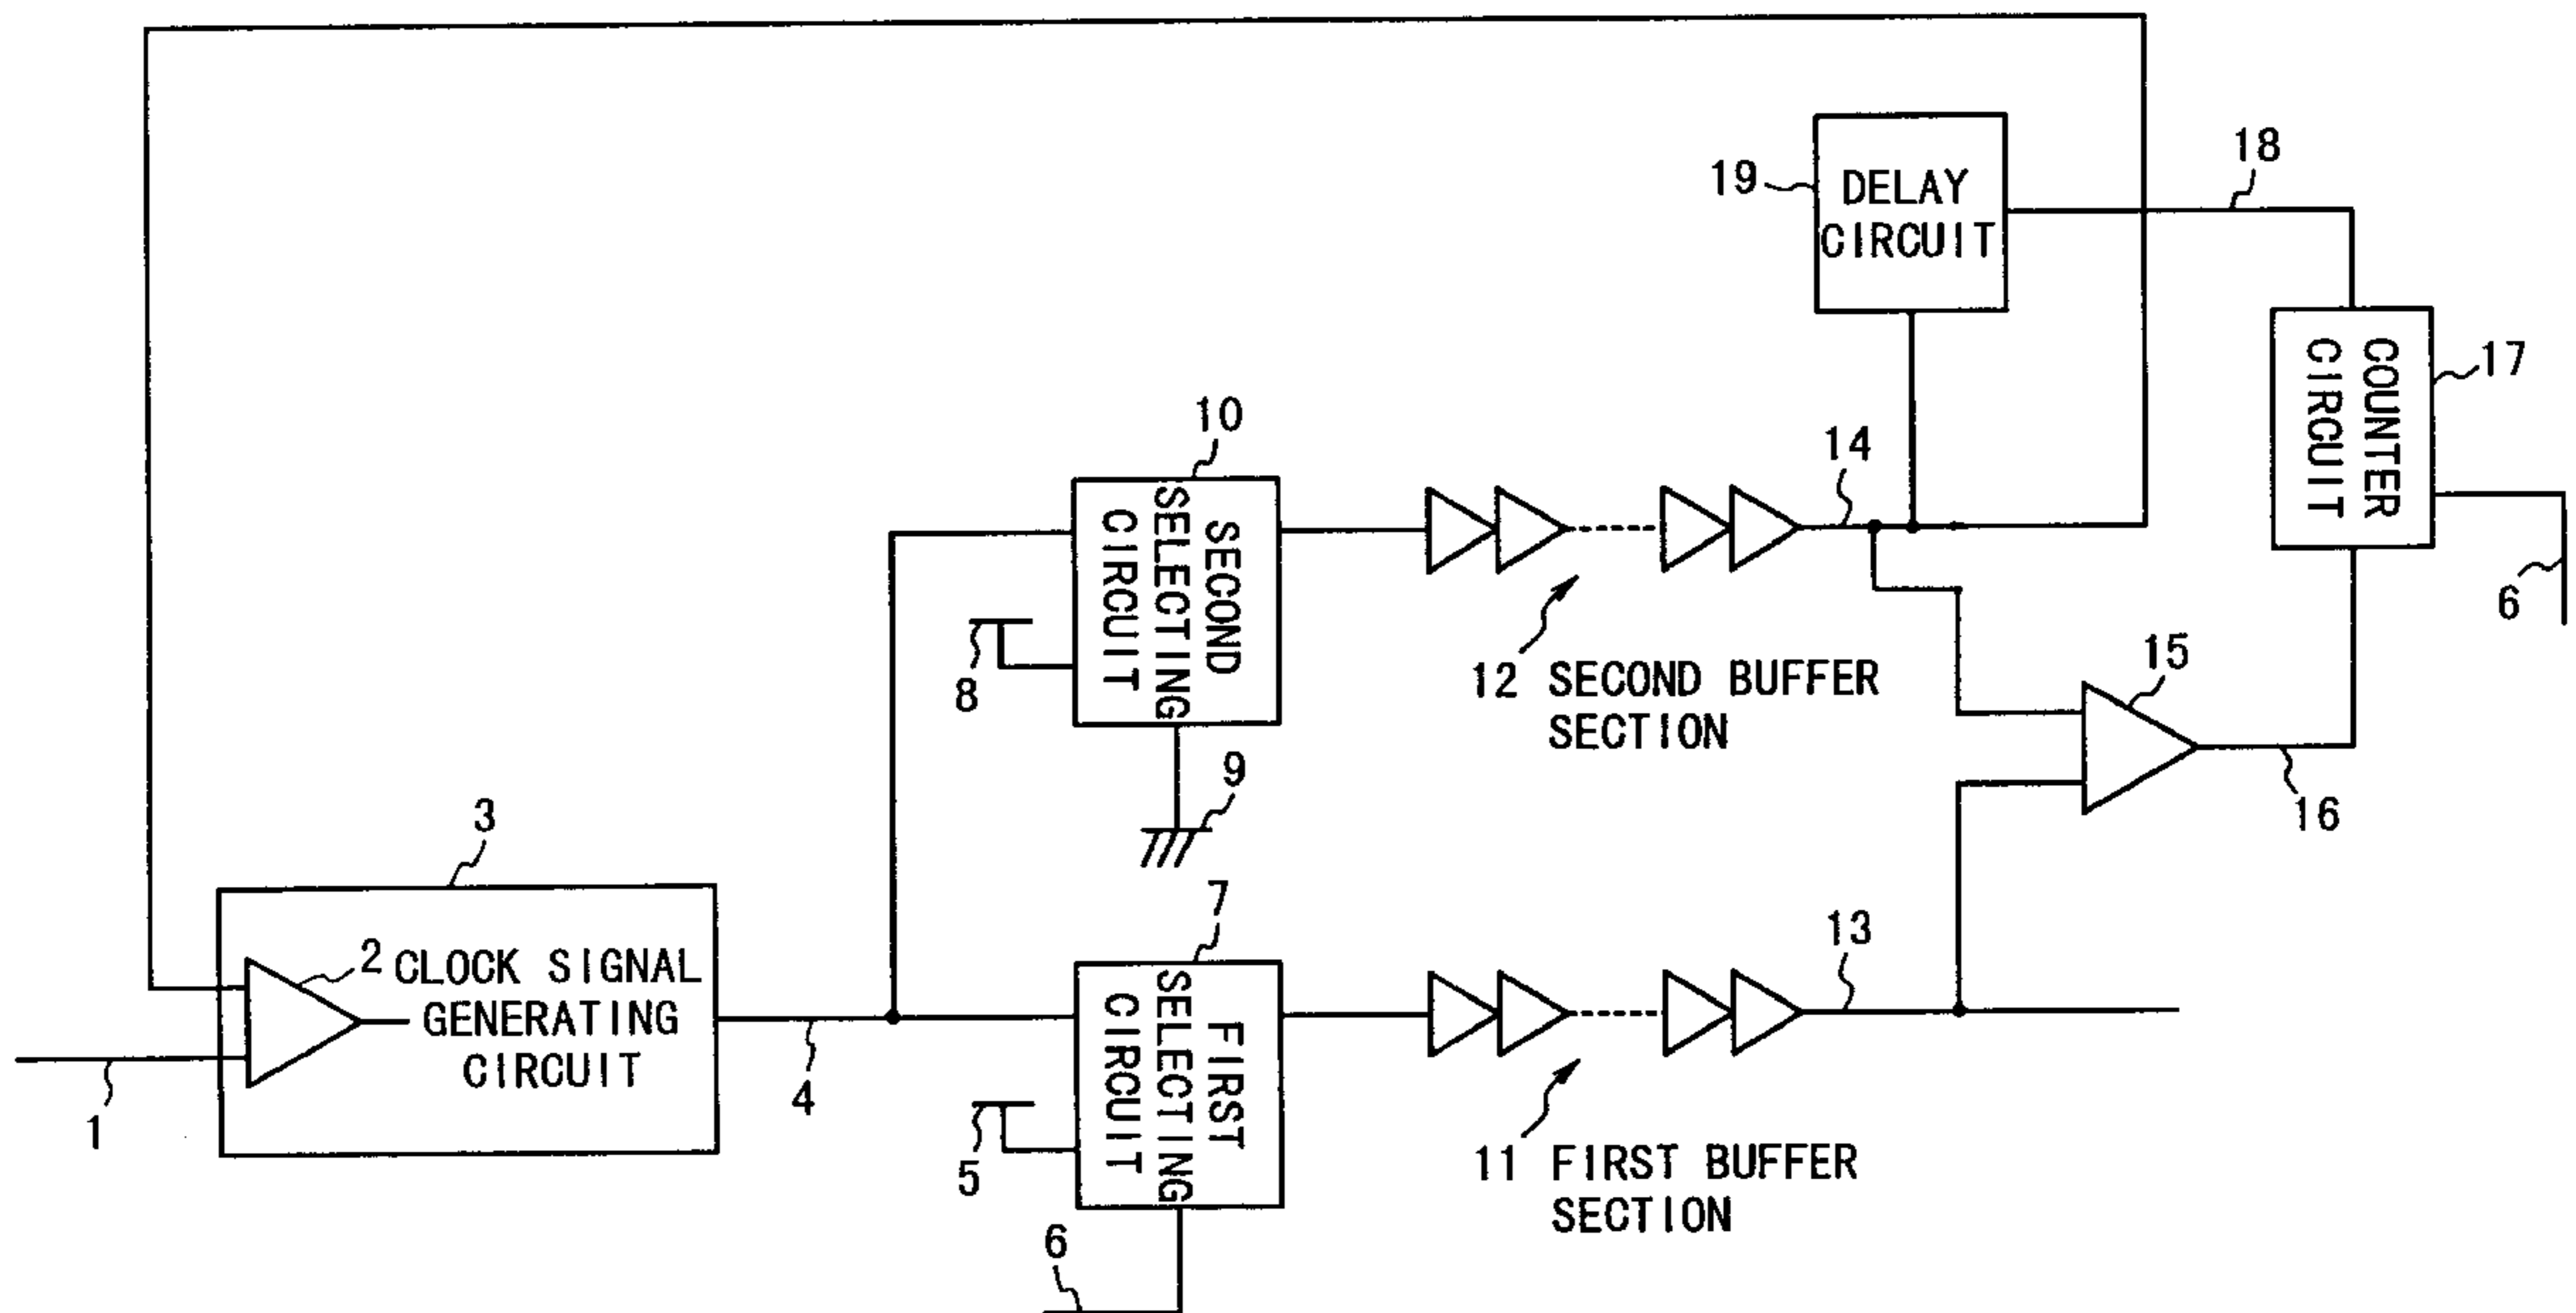 18
19
DELAY
CIRCUIT
COUNTER
CIRCUIT
17
10
14
SECOND
SELECTING
CIRCUIT
6
8
12 SECOND BUFFER
SECTION
15
9
16
3
7
13
2
CLOCK SIGNAL
GENERATING
CIRCUIT
FIRST
SELECTING
CIRCUIT
1
4
5
11 FIRST BUFFER
SECTION
6